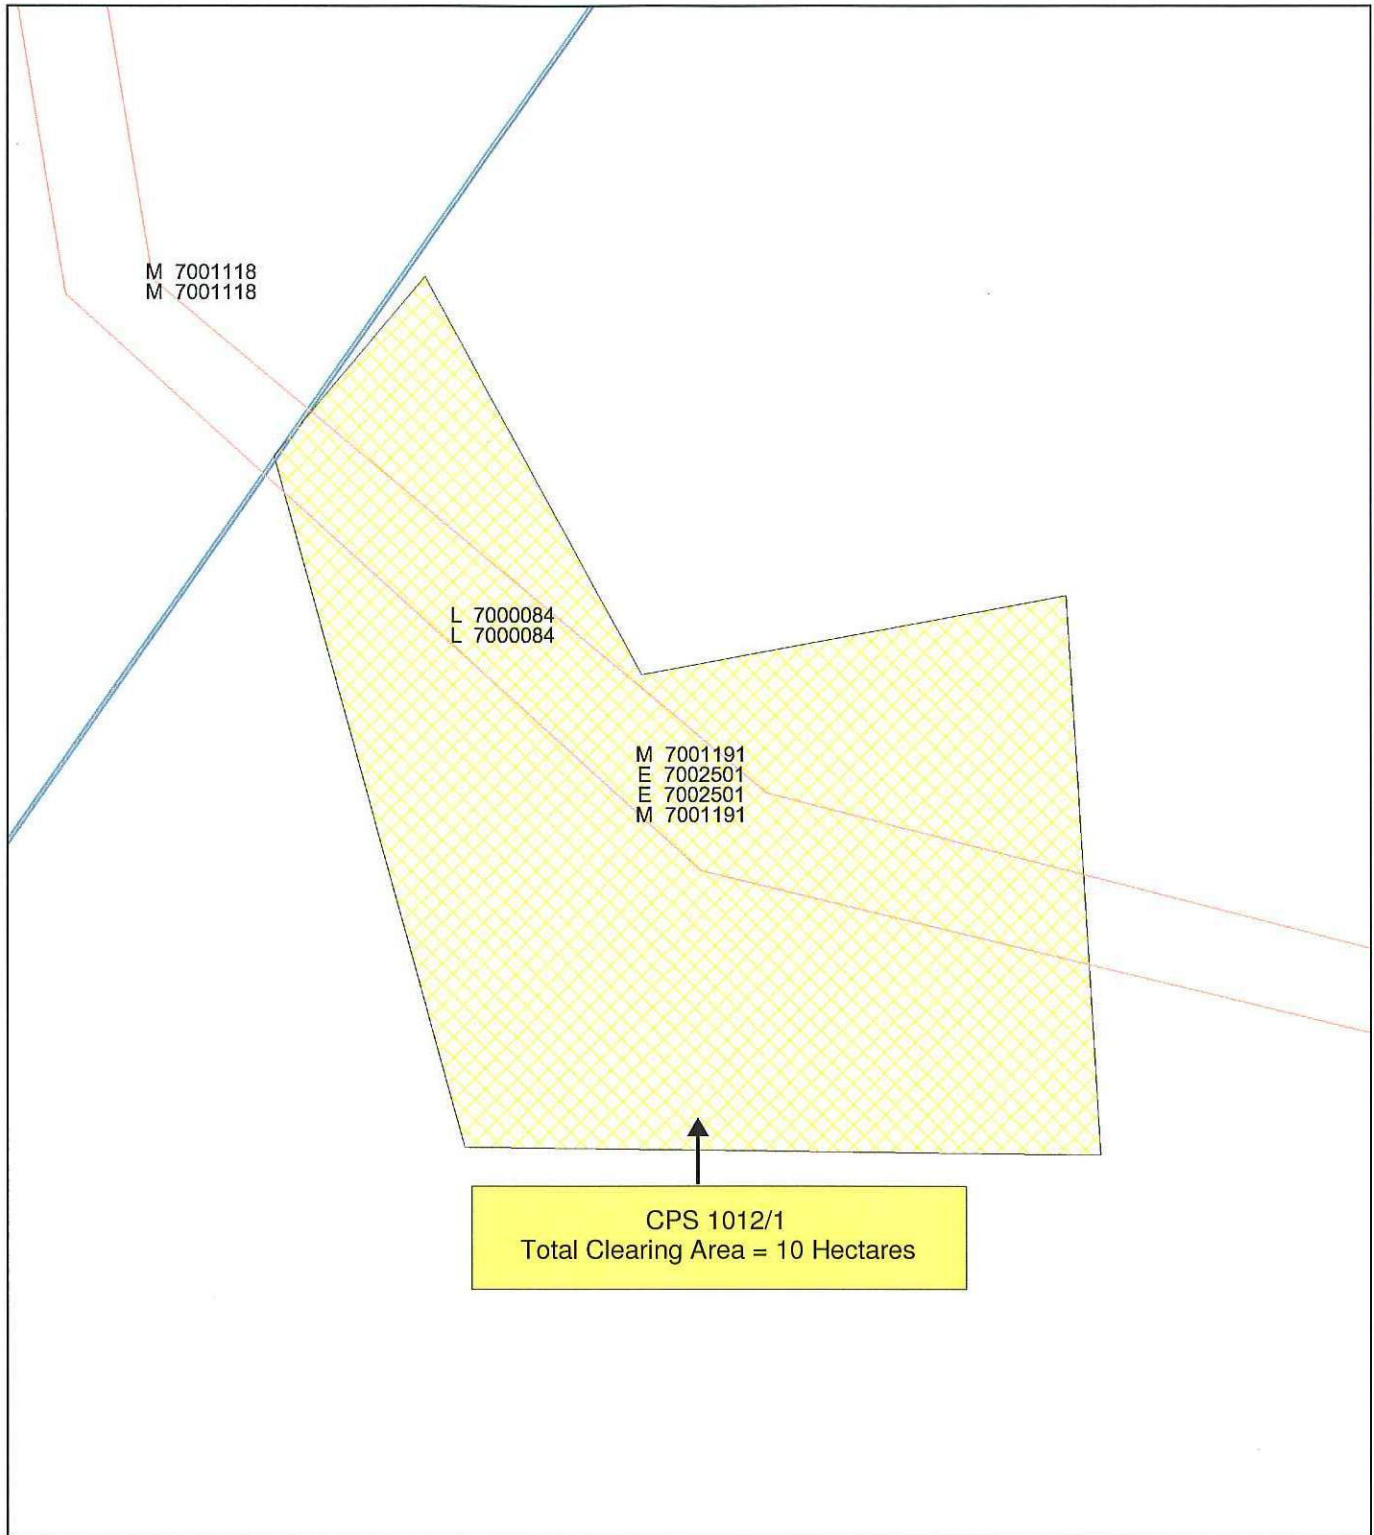 M 7001118
M 7001118
L 7000084
L 7000084
M 7001191
E 7002501
E 7002501
M 7001191
CPS 1012/1
Total Clearing Area = 10 Hectares